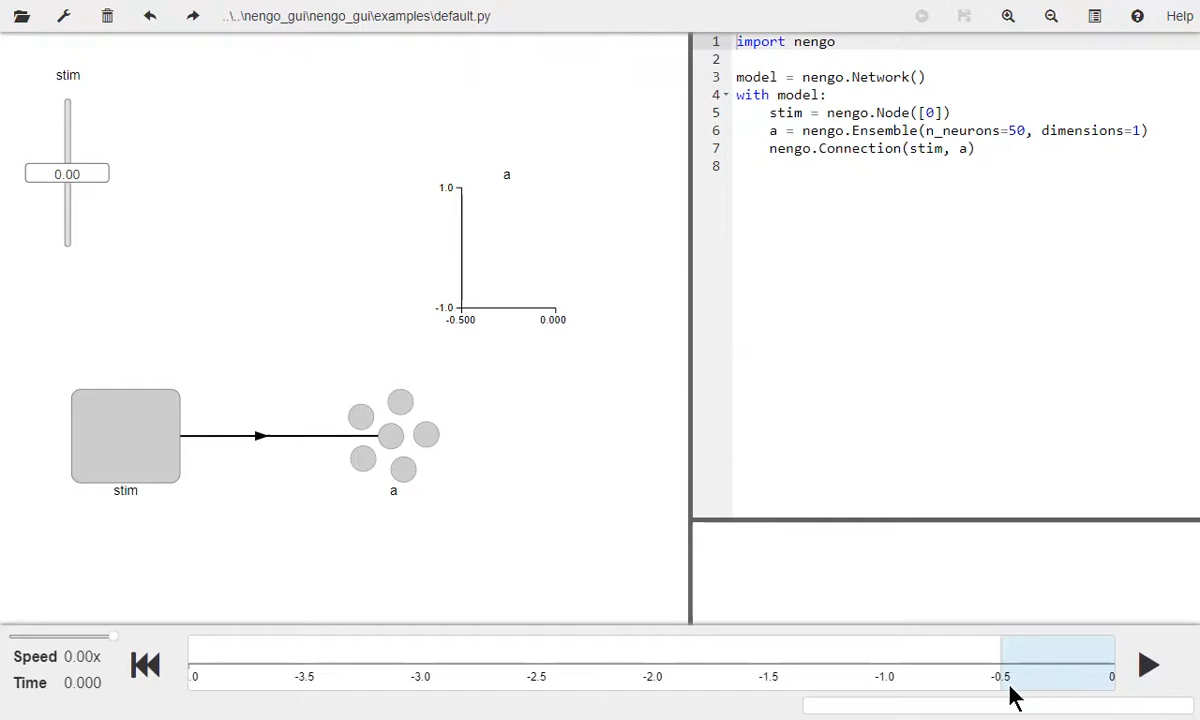 ..\..\nengo_gui\nengo_gui\examples\default.py
Help
stim
0.00
a
1.0
-1.0
-0.500
0.000
stim
a
1
import nengo
2
3
model = nengo.Network()
4
with model:
5
stim = nengo.Node([0])
6
a = nengo.Ensemble(n_neurons=50, dimensions=1)
7
nengo.Connection(stim, a)
8
Speed 0.00x
Time 0.000
.0
-3.5
-3.0
-2.5
-2.0
-1.5
-1.0
-0.5
0